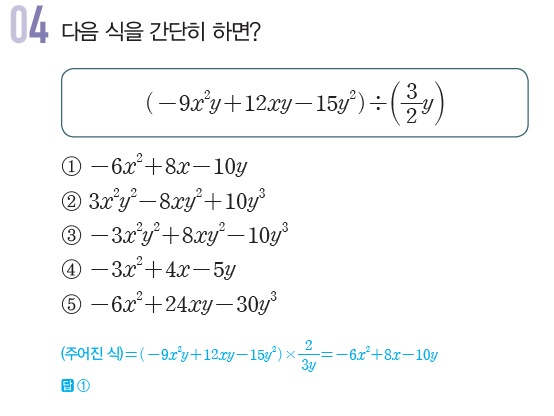 04 다음 식을 간단히 하면?
(−9x²y+12xy−15y²)÷(3/2 y)
① −6x²+8x−10y
② 3x²y²−8xy²+10y³
③ −3x²y²+8xy²−10y³
④ −3x²+4x−5y
⑤ −6x²+24xy−30y³
(주어진 식)=(−9x²y+12xy−15y²)×2/3y=−6x²+8x−10y
답 ①